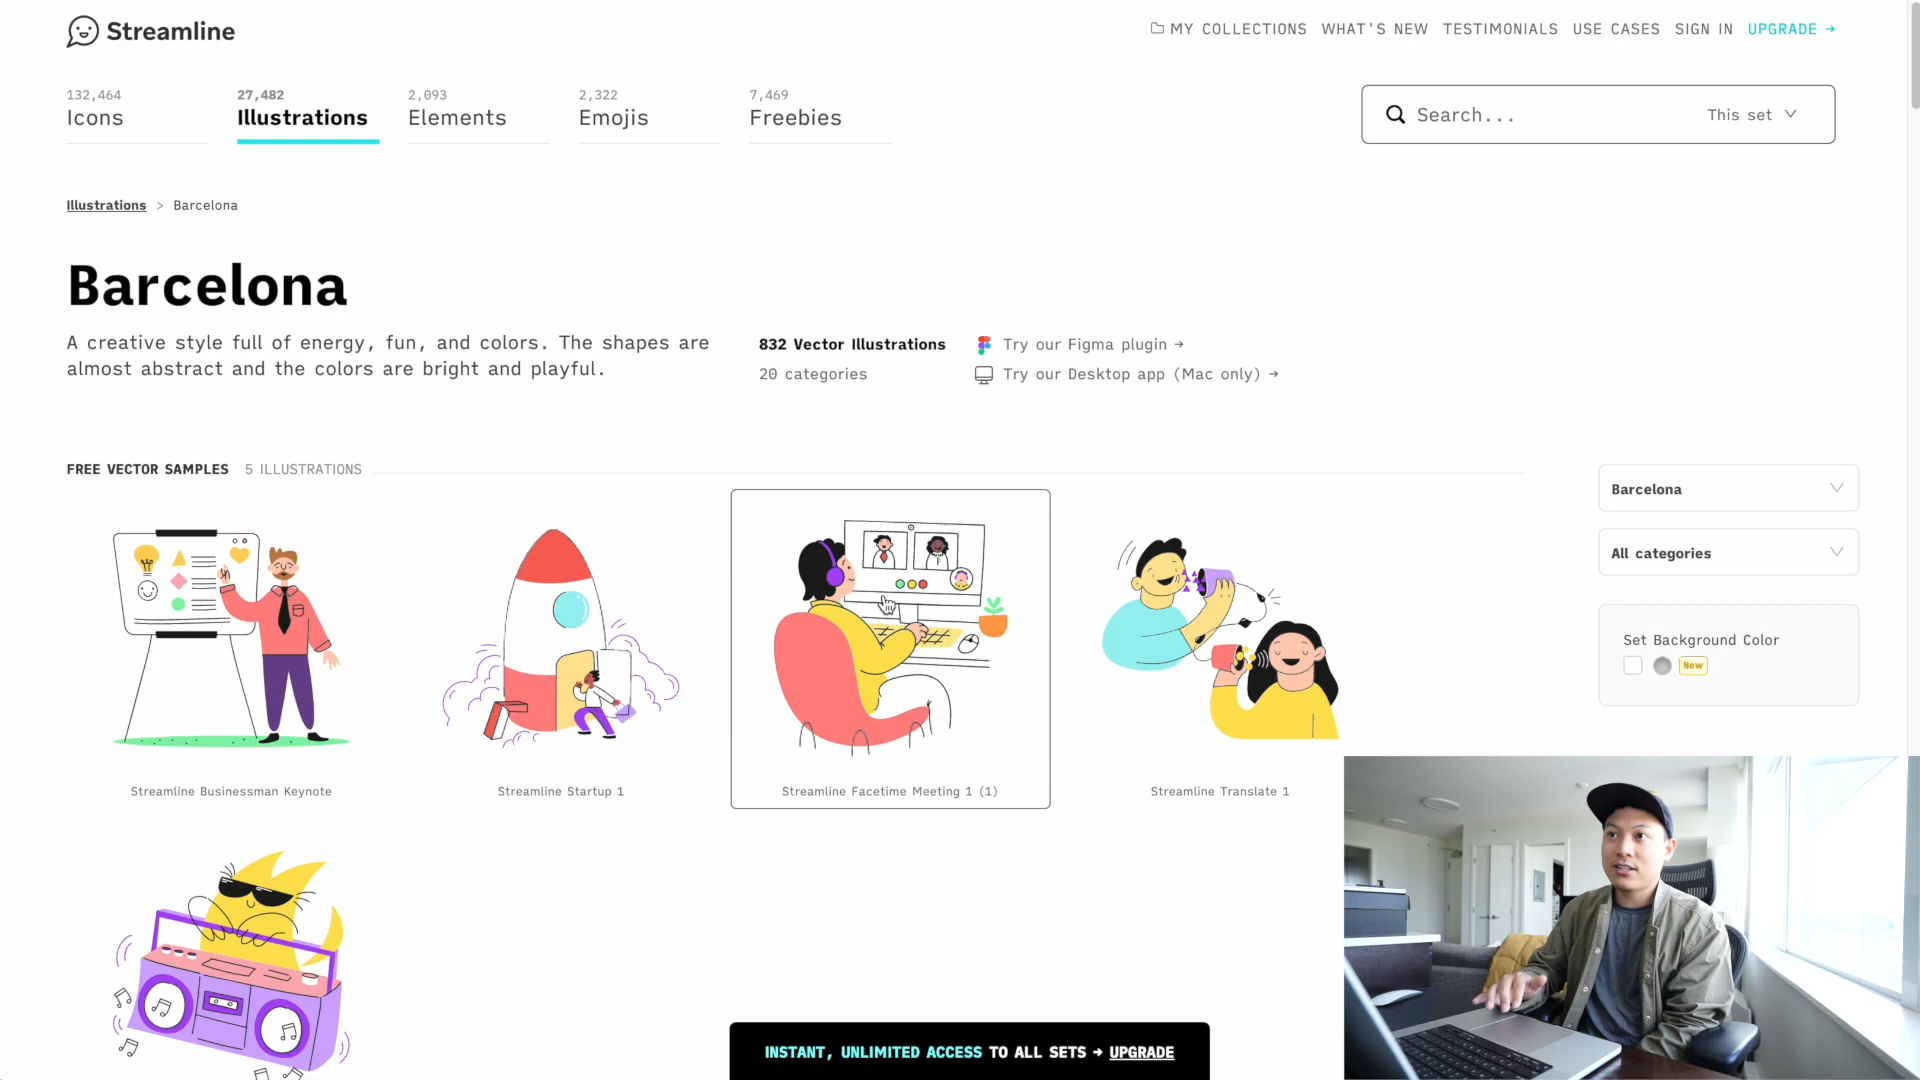 Streamline
MY COLLECTIONS WHAT'S NEW TESTIMONIALS USE CASES SIGN IN UPGRADE →
132,464
Icons
27,482
Illustrations
2,093
Elements
2,322
Emojis
7,469
Freebies
Search...
This set
Illustrations > Barcelona
Barcelona
A creative style full of energy, fun, and colors. The shapes are
almost abstract and the colors are bright and playful.
832 Vector Illustrations
20 categories
Try our Figma plugin →
Try our Desktop app (Mac only) →
FREE VECTOR SAMPLES 5 ILLUSTRATIONS
Barcelona
All categories
Set Background Color
New
Streamline Businessman Keynote
Streamline Startup 1
Streamline Facetime Meeting 1 (1)
Streamline Translate 1
INSTANT, UNLIMITED ACCESS TO ALL SETS → UPGRADE